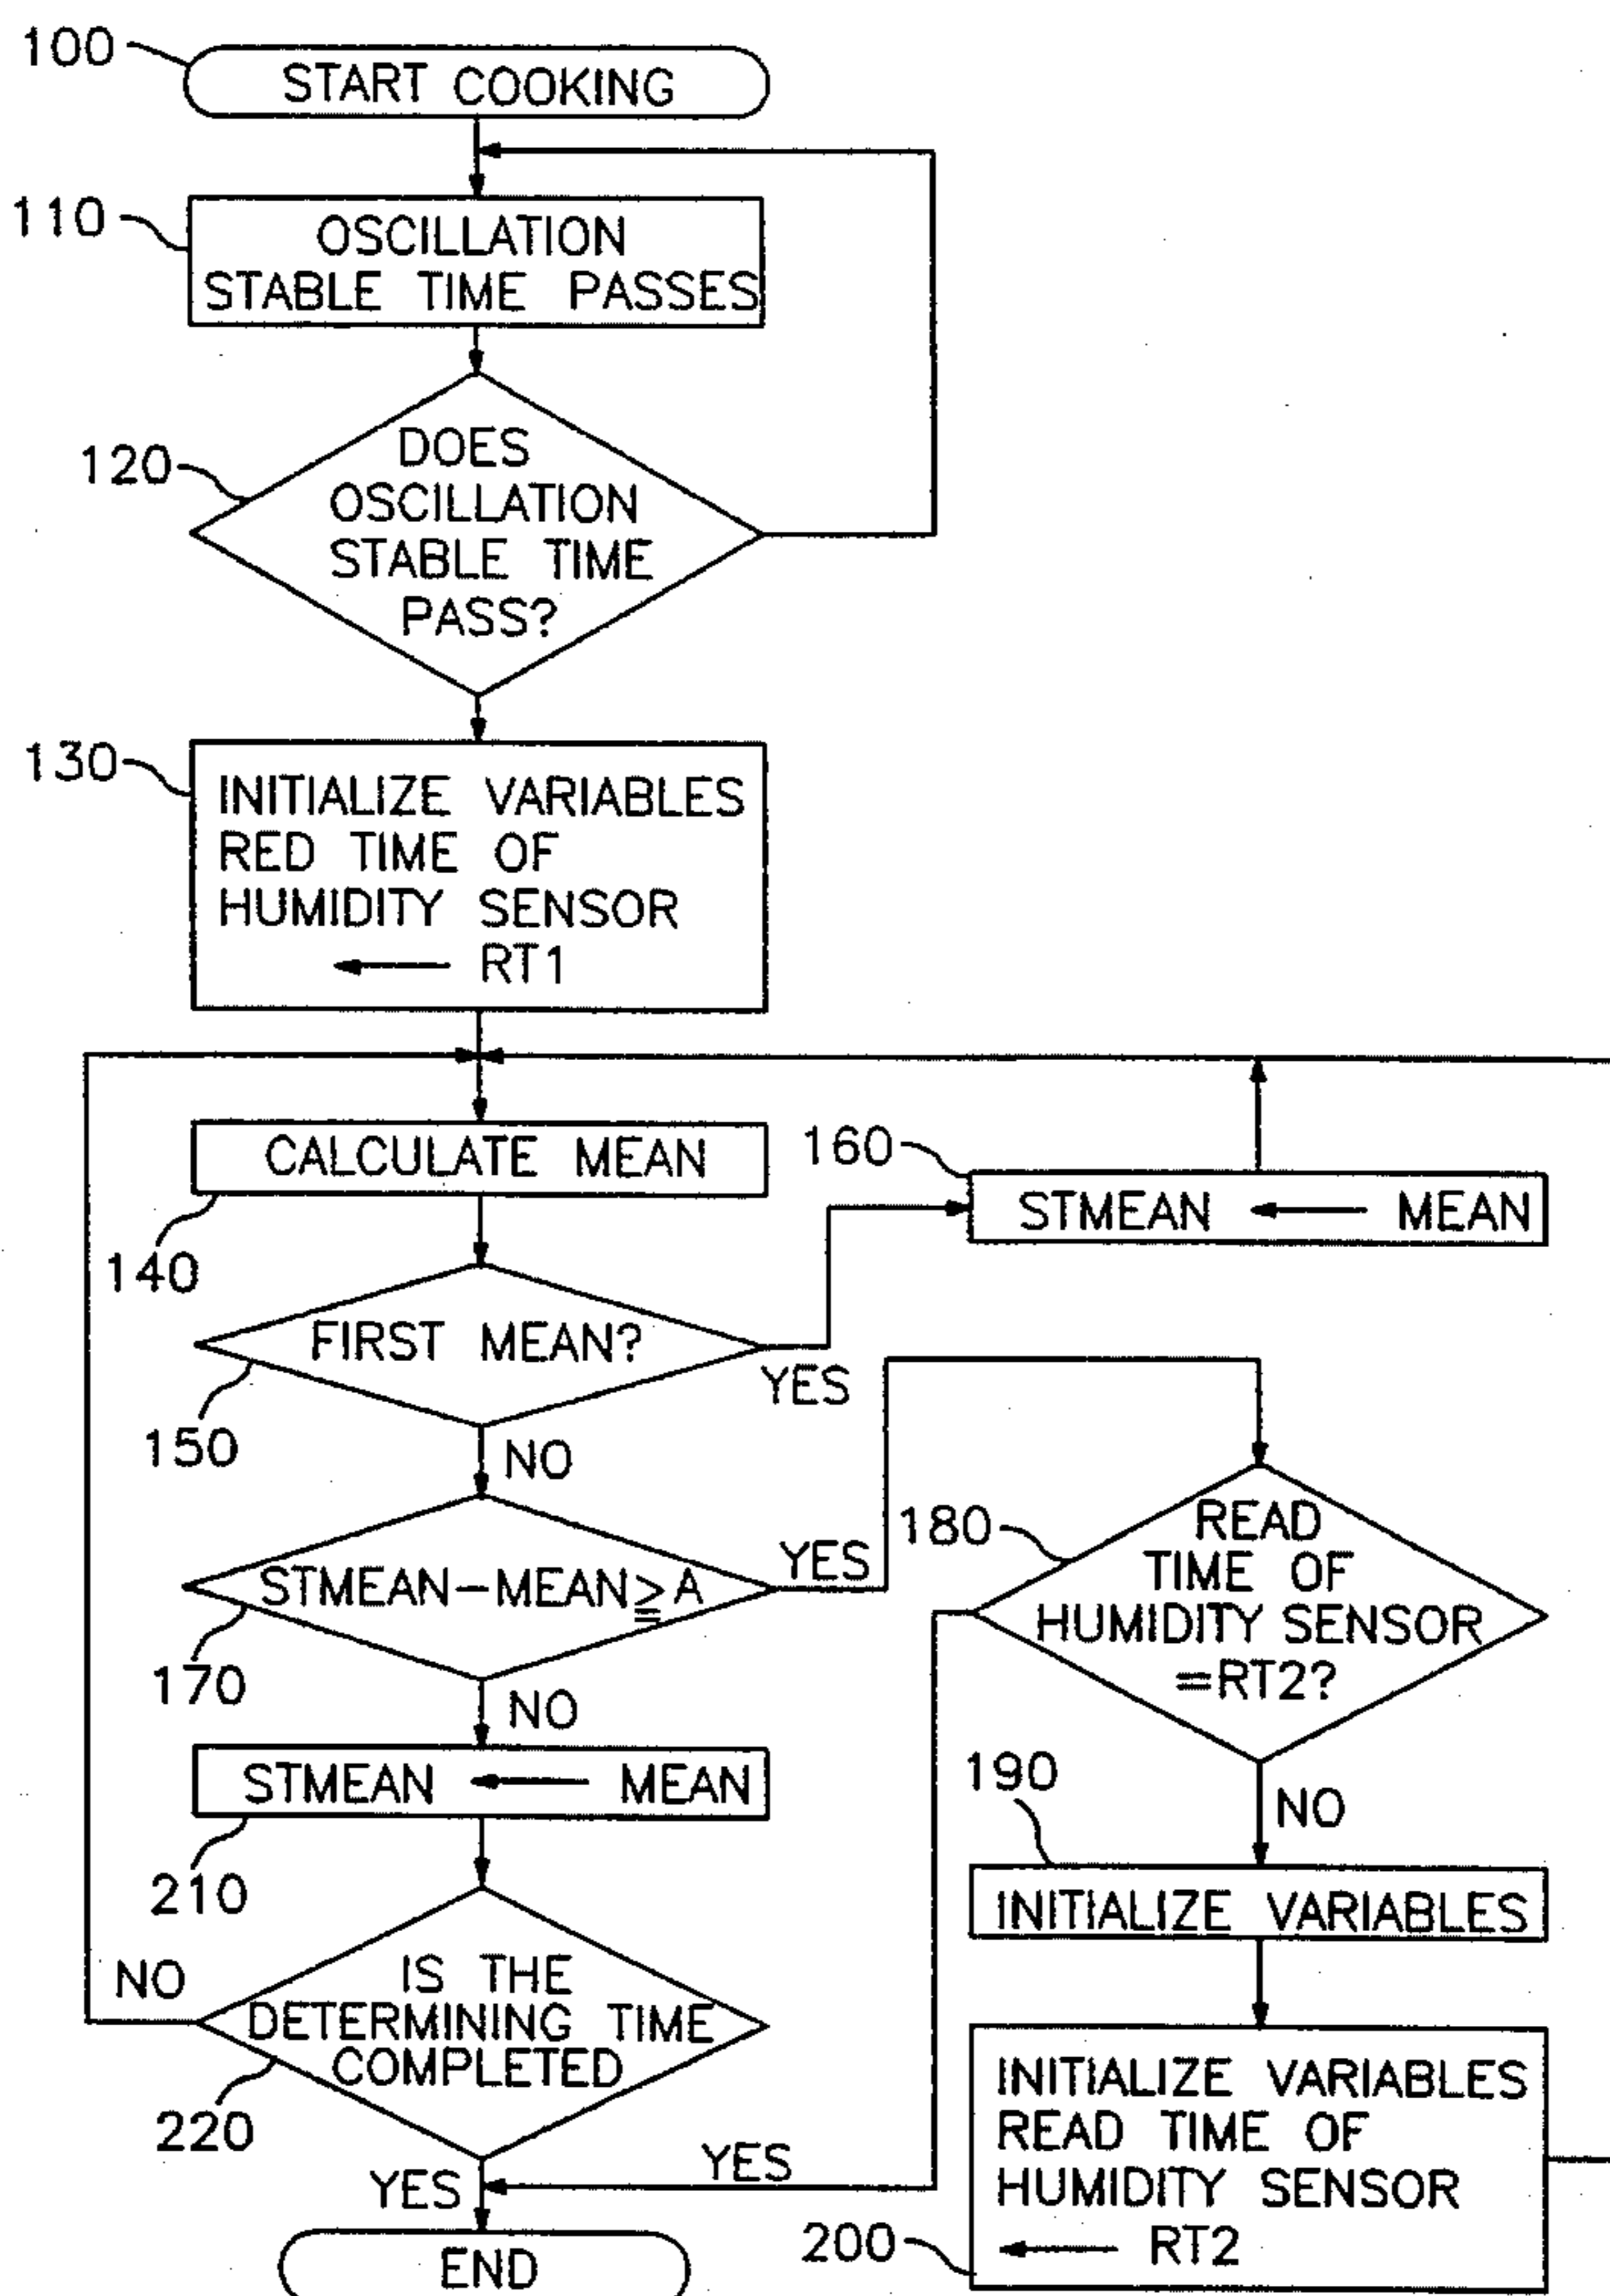 100
START COOKING
110
OSCILLATION
STABLE TIME PASSES
120
DOES
OSCILLATION
STABLE TIME
PASS?
130
INITIALIZE VARIABLES
RED TIME OF
HUMIDITY SENSOR
← RT1
CALCULATE MEAN
140
160
STMEAN ← MEAN
FIRST MEAN?
YES
150
NO
STMEAN-MEAN≧A
YES
170
NO
180
READ
TIME OF
HUMIDITY SENSOR
=RT2?
NO
190
INITIALIZE VARIABLES
STMEAN ← MEAN
210
IS THE
DETERMINING TIME
COMPLETED
NO
220
YES
YES
INITIALIZE VARIABLES
READ TIME OF
HUMIDITY SENSOR
← RT2
200
END